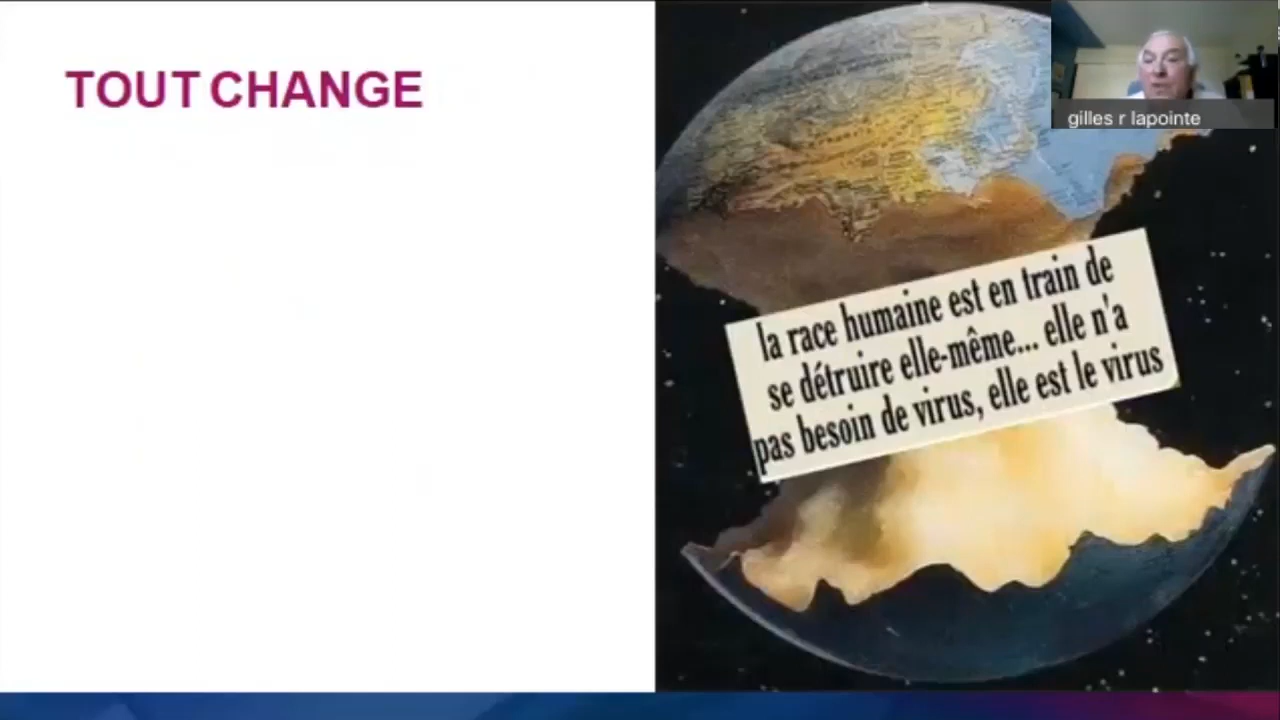 TOUT CHANGE
gilles r lapointe
la race humaine est en train de
se détruire elle-même... elle n'a
pas besoin de virus, elle est le virus